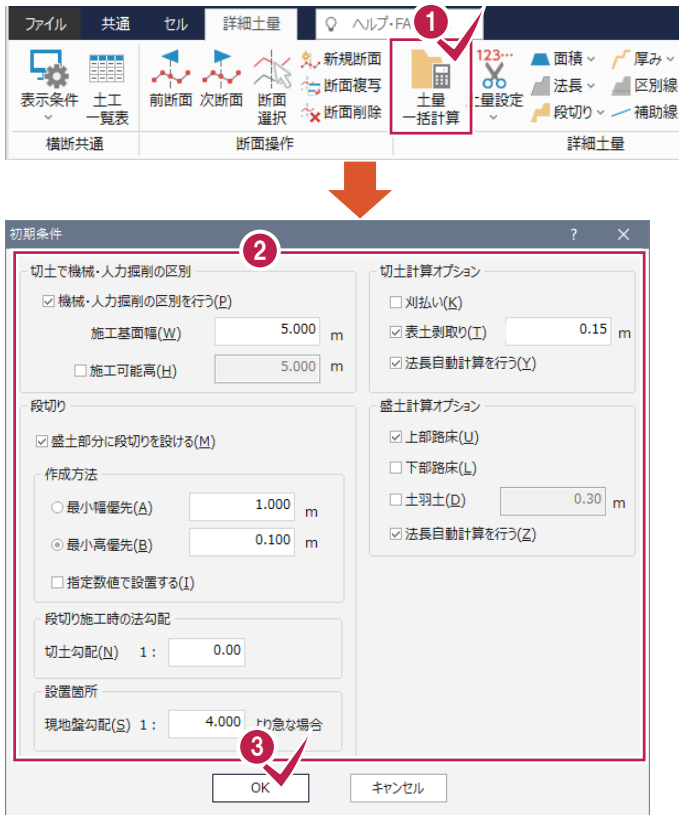 ファイル 共通 セル 詳細土量 ヘルプ・FA
1
表示条件 土工一覧表 前断面 次断面 断面選択 新規断面 断面複写 断面削除 土量一括計算 123… 土量設定 面積 法長 段切り 厚み 区別線 補助線
横断共通 断面操作 詳細土量
初期条件 ? ×
2
切土で機械・人力掘削の区別
機械・人力掘削の区別を行う(P)
施工基面幅(W) 5.000 m
施工可能高(H) 5.000 m
切土計算オプション
刈払い(K)
表土剥取り(T) 0.15 m
法長自動計算を行う(Y)
段切り
盛土部分に段切りを設ける(M)
作成方法
最小幅優先(A) 1.000 m
最小高優先(B) 0.100 m
指定数値で設置する(I)
段切り施工時の法勾配
切土勾配(N) 1: 0.00
設置箇所
現地盤勾配(S) 1: 4.000 より急な場合
盛土計算オプション
上部路床(U)
下部路床(L)
土羽土(D) 0.30 m
法長自動計算を行う(Z)
3
OK キャンセル